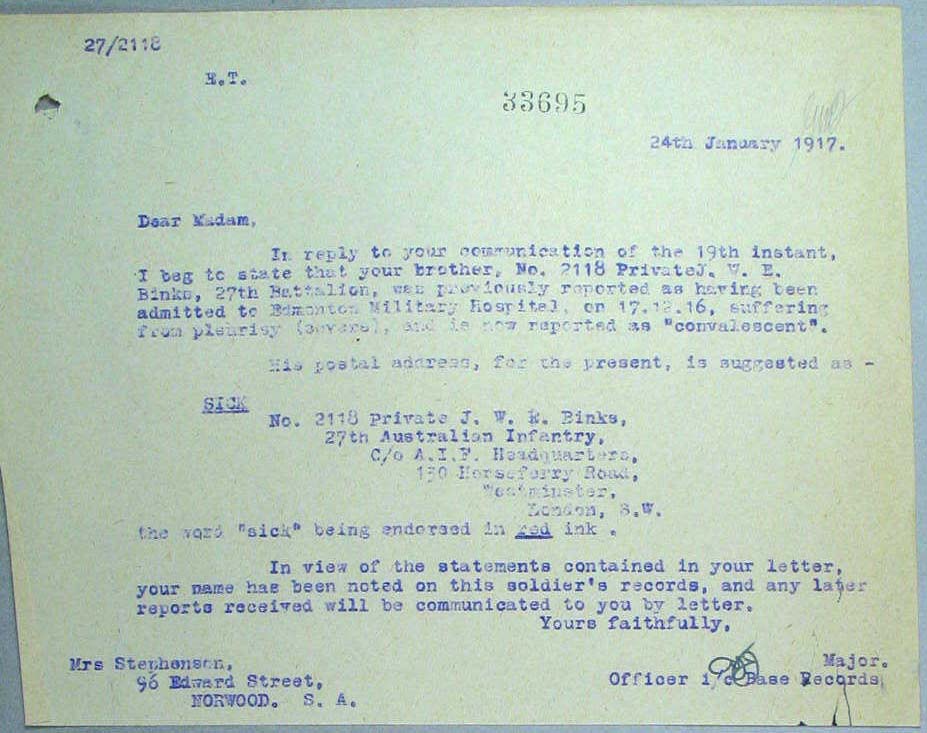 27/2118
E.T.
33695
24th January 1917.
Dear Madam,
In reply to your communication of the 19th instant,
I beg to state that your brother, No. 2118 PrivateJ. W. E.
Binks, 27th Battalion, was previously reported as having been
admitted to Edmonton Military Hospital, on 17.12.16, suffering
from pleurisy (severe), and is now reported as "convalescent".
His postal address, for the present, is suggested as -
SICK
No. 2118 Private J. W. E. Binks,
27th Australian Infantry,
C/o A.I.F. Headquarters,
130 Horseferry Road,
Westminster,
London, S.W.
the word "sick" being endorsed in red ink .
In view of the statements contained in your letter,
your name has been noted on this soldier's records, and any later
reports received will be communicated to you by letter.
Yours faithfully,
Mrs Stephenson,
96 Edward Street,
NORWOOD. S. A.
Major.
Officer i/c Base Records